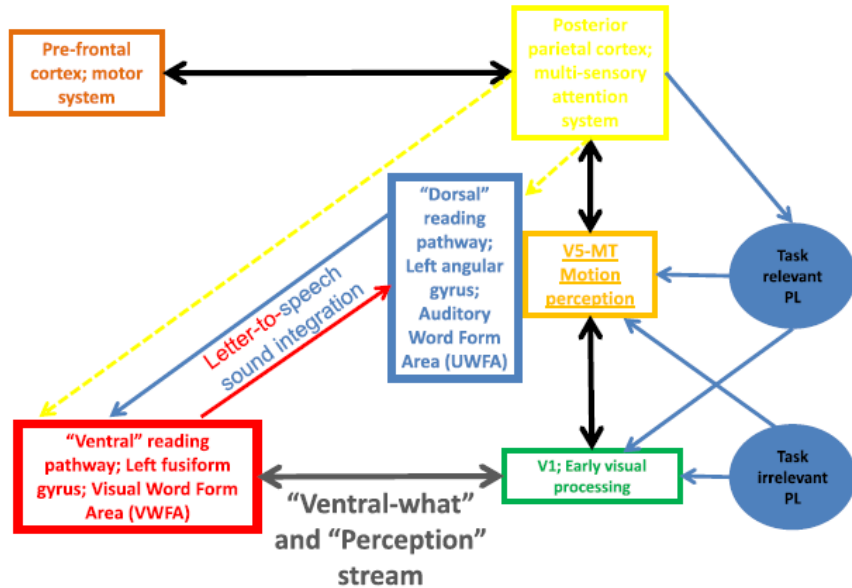 Pre-frontal
cortex; motor
system
Posterior
parietal cortex;
multi-sensory
attention
system
“Dorsal”
reading
pathway;
Left angular
gyrus;
Auditory
Word Form
Area (UWFA)
V5-MT
Motion
perception
Task
relevant
PL
Letter-to-speech
sound integration
“Ventral” reading
pathway; Left fusiform
gyrus; Visual Word Form
Area (VWFA)
V1; Early visual
processing
Task
irrelevant
PL
“Ventral-what”
and “Perception”
stream